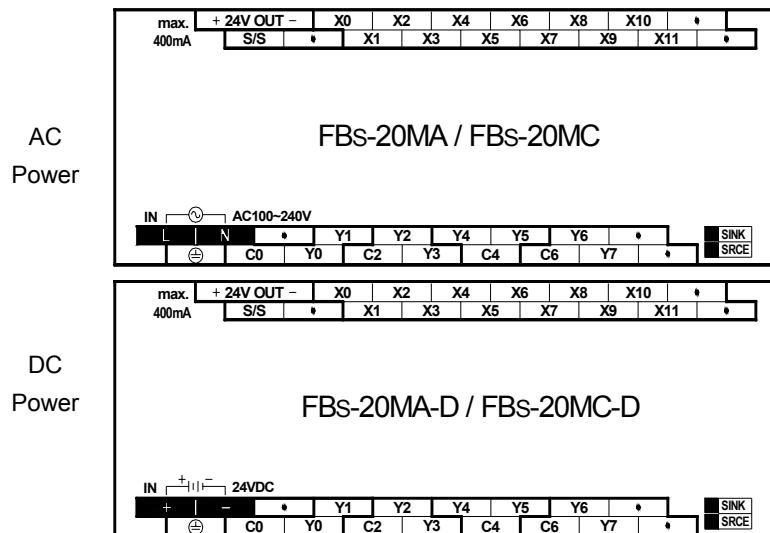 max. + 24V OUT − X0 X2 X4 X6 X8 X10
400mA S/S X1 X3 X5 X7 X9 X11
AC
Power
FBs-20MA / FBs-20MC
IN AC100~240V
L N Y1 Y2 Y4 Y5 Y6 SINK
C0 Y0 C2 Y3 C4 C6 Y7 SRCE
max. + 24V OUT − X0 X2 X4 X6 X8 X10
400mA S/S X1 X3 X5 X7 X9 X11
DC
Power
FBs-20MA-D / FBs-20MC-D
IN + − 24VDC
+ − Y1 Y2 Y4 Y5 Y6 SINK
C0 Y0 C2 Y3 C4 C6 Y7 SRCE